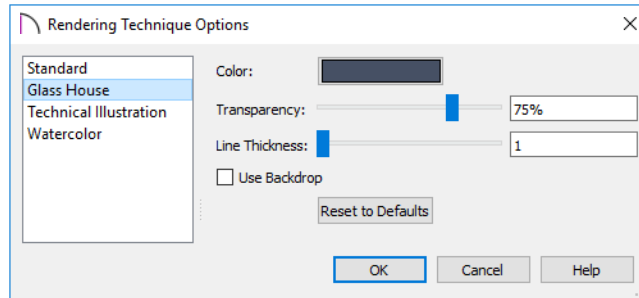 Rendering Technique Options
Standard
Glass House
Technical Illustration
Watercolor
Color:
Transparency:
75%
Line Thickness:
1
Use Backdrop
Reset to Defaults
OK
Cancel
Help